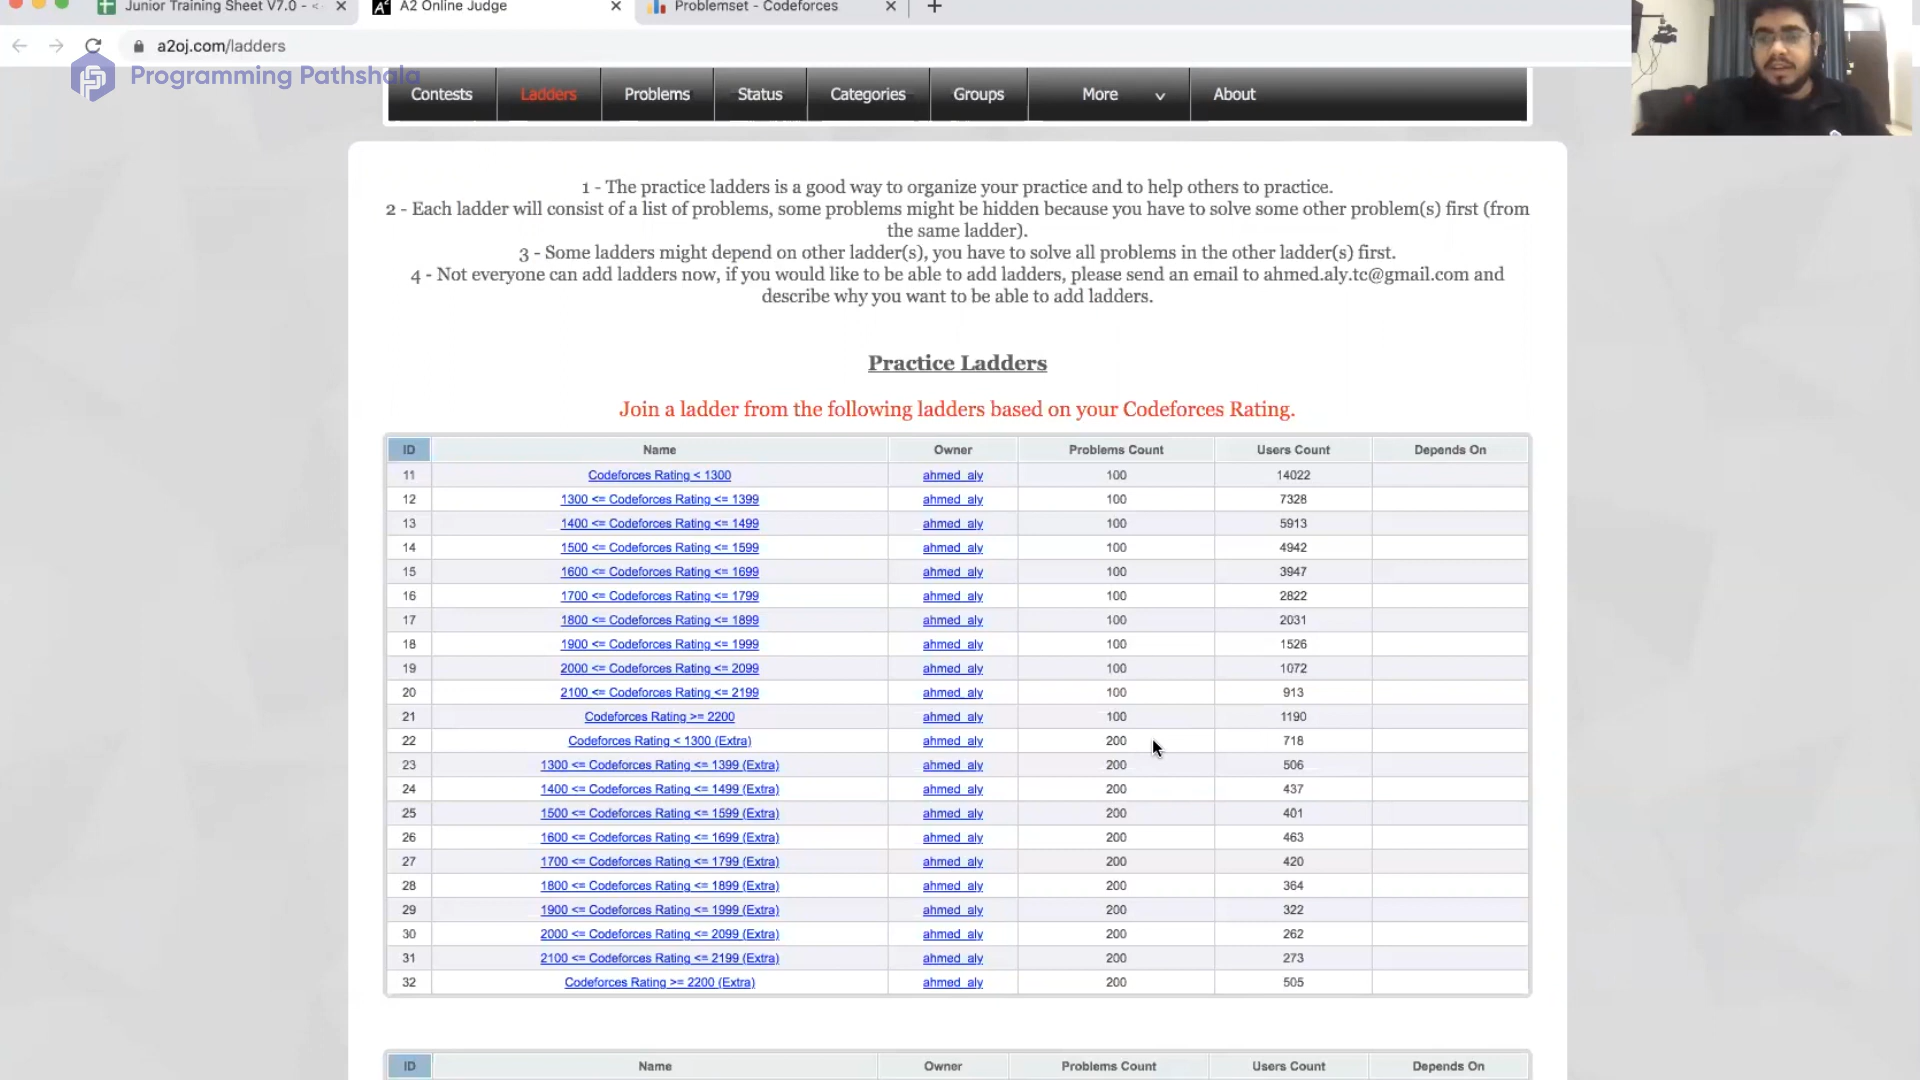 Junior Training Sheet V7.0 - <
A2 Online Judge
Problemset - Codeforces
a2oj.com/ladders
Programming Pathshala
Contests Ladders Problems Status Categories Groups More About
1 - The practice ladders is a good way to organize your practice and to help others to practice.
2 - Each ladder will consist of a list of problems, some problems might be hidden because you have to solve some other problem(s) first (from
the same ladder).
3 - Some ladders might depend on other ladder(s), you have to solve all problems in the other ladder(s) first.
4 - Not everyone can add ladders now, if you would like to be able to add ladders, please send an email to ahmed.aly.tc@gmail.com and
describe why you want to be able to add ladders.
Practice Ladders
Join a ladder from the following ladders based on your Codeforces Rating.
ID Name Owner Problems Count Users Count Depends On
11 Codeforces Rating < 1300 ahmed_aly 100 14022
12 1300 <= Codeforces Rating <= 1399 ahmed_aly 100 7328
13 1400 <= Codeforces Rating <= 1499 ahmed_aly 100 5913
14 1500 <= Codeforces Rating <= 1599 ahmed_aly 100 4942
15 1600 <= Codeforces Rating <= 1699 ahmed_aly 100 3947
16 1700 <= Codeforces Rating <= 1799 ahmed_aly 100 2822
17 1800 <= Codeforces Rating <= 1899 ahmed_aly 100 2031
18 1900 <= Codeforces Rating <= 1999 ahmed_aly 100 1526
19 2000 <= Codeforces Rating <= 2099 ahmed_aly 100 1072
20 2100 <= Codeforces Rating <= 2199 ahmed_aly 100 913
21 Codeforces Rating >= 2200 ahmed_aly 100 1190
22 Codeforces Rating < 1300 (Extra) ahmed_aly 200 718
23 1300 <= Codeforces Rating <= 1399 (Extra) ahmed_aly 200 506
24 1400 <= Codeforces Rating <= 1499 (Extra) ahmed_aly 200 437
25 1500 <= Codeforces Rating <= 1599 (Extra) ahmed_aly 200 401
26 1600 <= Codeforces Rating <= 1699 (Extra) ahmed_aly 200 463
27 1700 <= Codeforces Rating <= 1799 (Extra) ahmed_aly 200 420
28 1800 <= Codeforces Rating <= 1899 (Extra) ahmed_aly 200 364
29 1900 <= Codeforces Rating <= 1999 (Extra) ahmed_aly 200 322
30 2000 <= Codeforces Rating <= 2099 (Extra) ahmed_aly 200 262
31 2100 <= Codeforces Rating <= 2199 (Extra) ahmed_aly 200 273
32 Codeforces Rating >= 2200 (Extra) ahmed_aly 200 505
ID Name Owner Problems Count Users Count Depends On